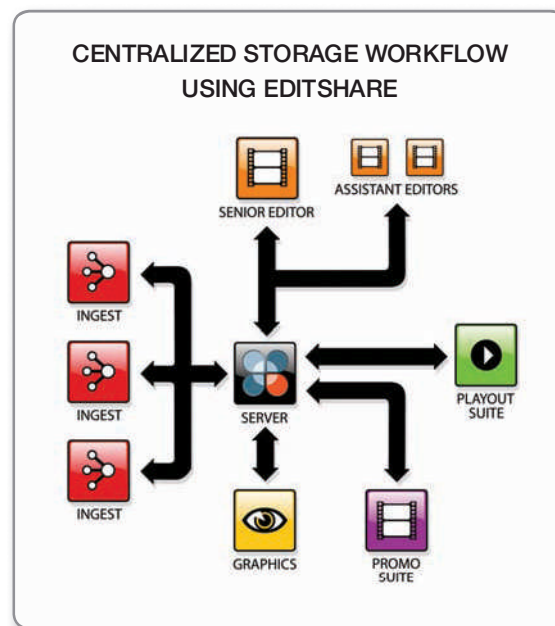 CENTRALIZED STORAGE WORKFLOW
USING EDITSHARE
SENIOR EDITOR
ASSISTANT EDITORS
INGEST
INGEST
INGEST
SERVER
PLAYOUT
SUITE
GRAPHICS
PROMO
SUITE